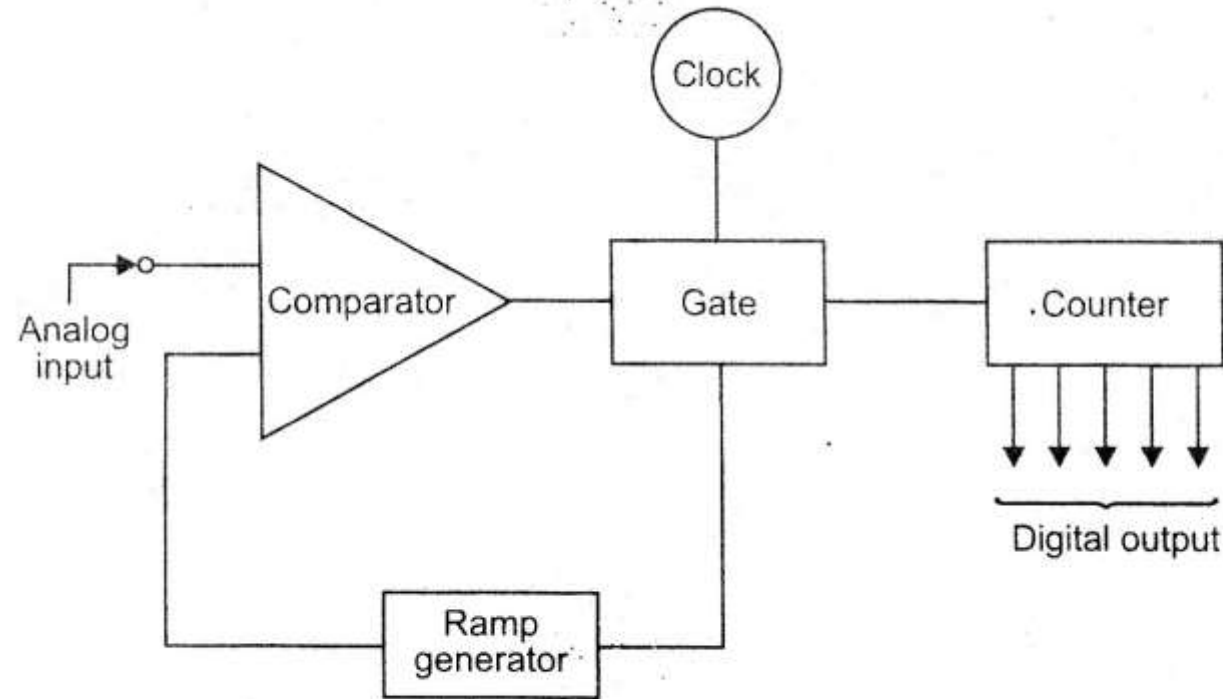 Clock
Analog
input
Comparator
Gate
Counter
Digital output
Ramp
generator